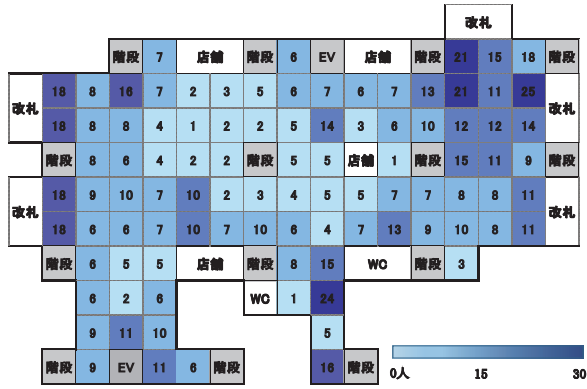 改札
階段 7 店舗 階段 6 EV 店舗 階段 21 15 18 階段
改札 18 8 16 7 2 3 5 6 7 6 7 13 21 11 25 改札
18 8 8 4 1 2 2 5 14 3 6 10 12 12 14
階段 8 6 4 2 2 階段 5 5 店舗 1 階段 15 11 9 階段
改札 18 9 10 7 10 2 3 4 5 5 7 7 8 8 11 改札
18 6 6 7 10 7 10 6 4 7 13 9 10 8 11
階段 6 5 5 店舗 階段 8 15 WC 階段 3
6 2 6 WC 1 24
9 11 10 5
階段 9 EV 11 6 階段 16 階段
0人 15 30